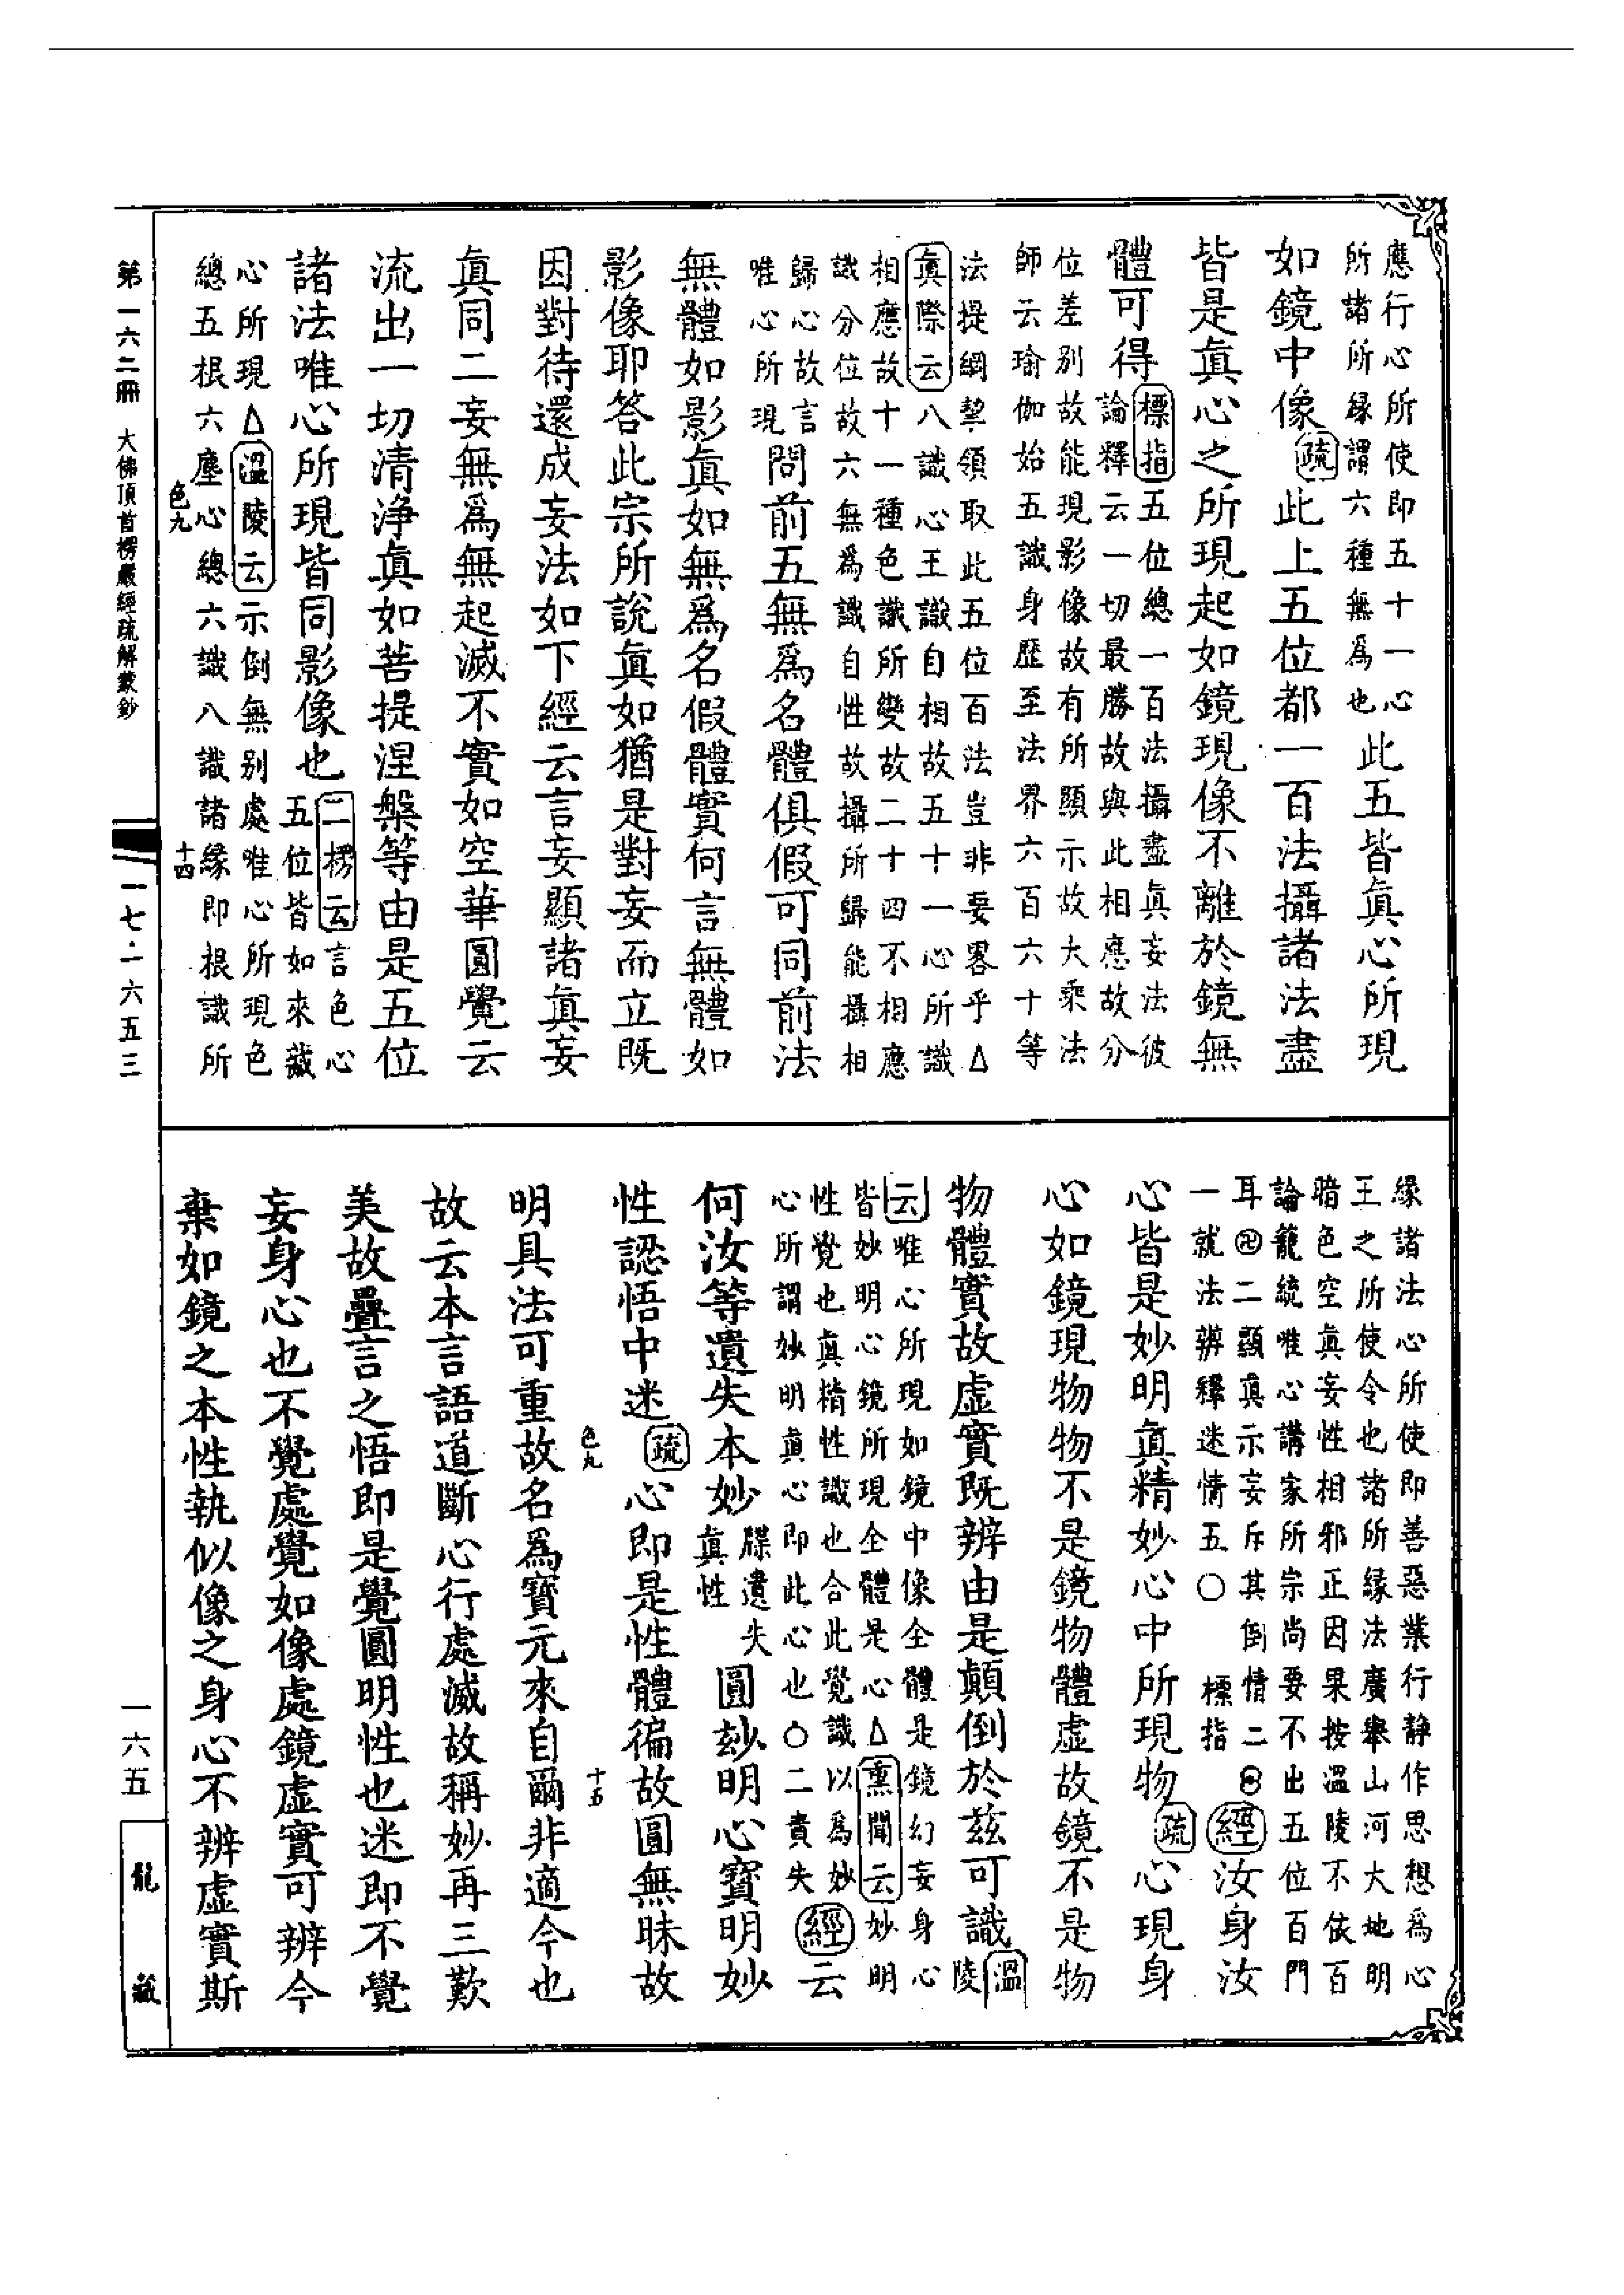 應行心所使即五十一心
所諸所緣謂六種無爲也
此五皆眞心所現
如鏡中像疏此上五位都一百法攝諸法盡
皆是眞心之所現起如鏡現像不離於鏡無
體可得
標指五位總一百法攝盡眞妄法彼
論釋云一切最勝故與此相應故分
位差別故能現影像故有所顯示故大乘法
師云瑜伽始五識身歷至法界六百六十等
法提綱挈領取此五位百法豈非要畧乎△
眞際云八識心王識自相故五十一心所識
相應故十一種色識所變故二十四不相應
識分位故六無爲識自性故攝所歸能攝相
歸心故言
唯心所現
問前五無爲名體俱假可同前法
無體如影眞如無爲名假體實何言無體如
影像耶答此宗所說眞如猶是對妄而立既
因對待還成妄法如下經云言妄顯諸眞妄
眞同二妄無爲無起滅不實如空華圓覺云
流出一切清淨眞如菩提涅槃等由是五位
諸法唯心所現皆同影像也
二楞云言色心
五位皆如來藏
心所現△溫陵云示倒無別處唯心所現色
總五根六塵心總六識八識諸緣即根識所
色九
十四
緣諸法心所使即善惡業行靜作思想爲心
王之所使令也諸所緣法廣舉山河大地明
暗色空眞妄性相邪正因果按溫陵不依百
論籠統唯心講家所宗尚要不出五位百門
耳卍二顯眞示妄斥其倒情二
一就法辨釋迷情五〇標指
經汝身汝
心皆是妙明眞精妙心中所現物疏心現身
心如鏡現物物不是鏡物體虛故鏡不是物
物體實故虛實既辨由是顛倒於茲可識
溫
陵
云唯心所現如鏡中像全體是鏡幻妄身心
皆妙明心鏡所現全體是心△熏聞云妙明
性覺也眞精性識也合此覺識以爲妙
心所謂妙明眞心即此心也〇二責失
經云
何汝等遺失本妙
牒遺失
眞性
圓玅明心寶明妙
性認悟中迷疏心即是性體徧故圓無昧故
色九
十五
明具法可重故名爲寶元來自爾非適今也
故云本言語道斷心行處滅故稱妙再三歎
美故疊言之悟即是覺圓明性也迷即不覺
妄身心也不覺處覺如像處鏡虛實可辨今
棄如鏡之本性執似像之身心不辨虛實斯
第一六二冊 大佛頂首楞嚴經疏解蒙鈔
一七·一六五三
一六五
龍藏